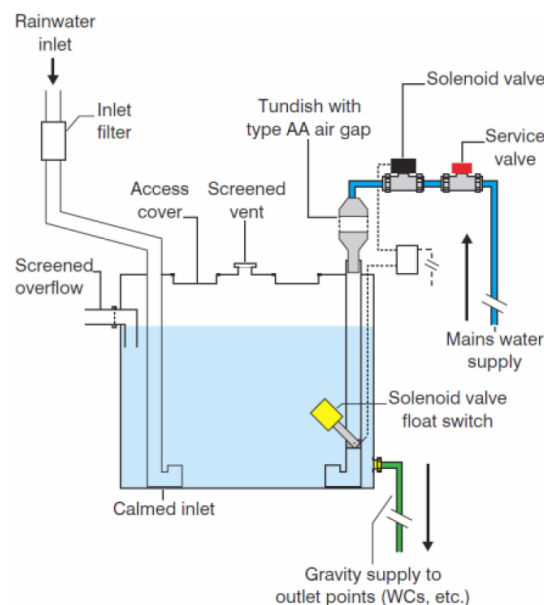 Rainwater
inlet
Inlet
filter
Tundish with
type AA air gap
Solenoid valve
Service
valve
Access
cover
Screened
vent
Screened
overflow
Mains water
supply
Solenoid valve
float switch
Calmed inlet
Gravity supply to
outlet points (WCs, etc.)